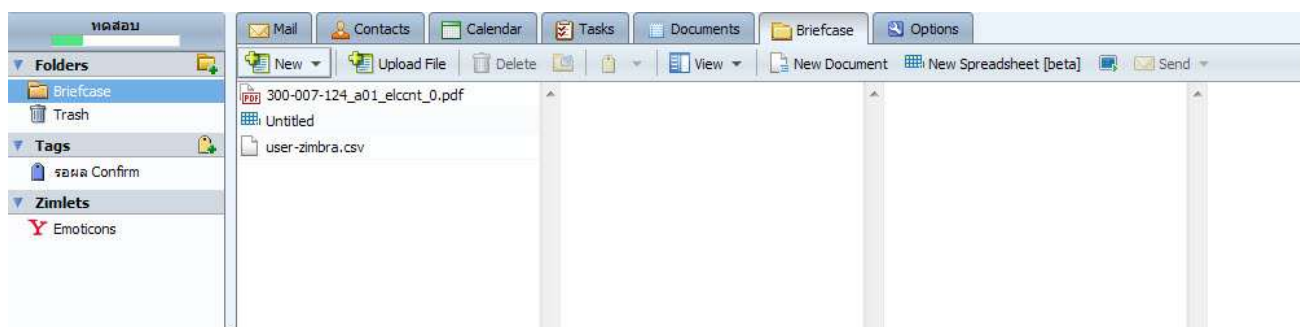 ทดสอบ
Mail Contacts Calendar Tasks Documents Briefcase Options
Folders
New Upload File Delete View New Document New Spreadsheet [beta] Send
Briefcase
300-007-124_a01_elccnt_0.pdf
Trash
Untitled
Tags
user-zimbra.csv
รอผล Confirm
Zimlets
Emoticons